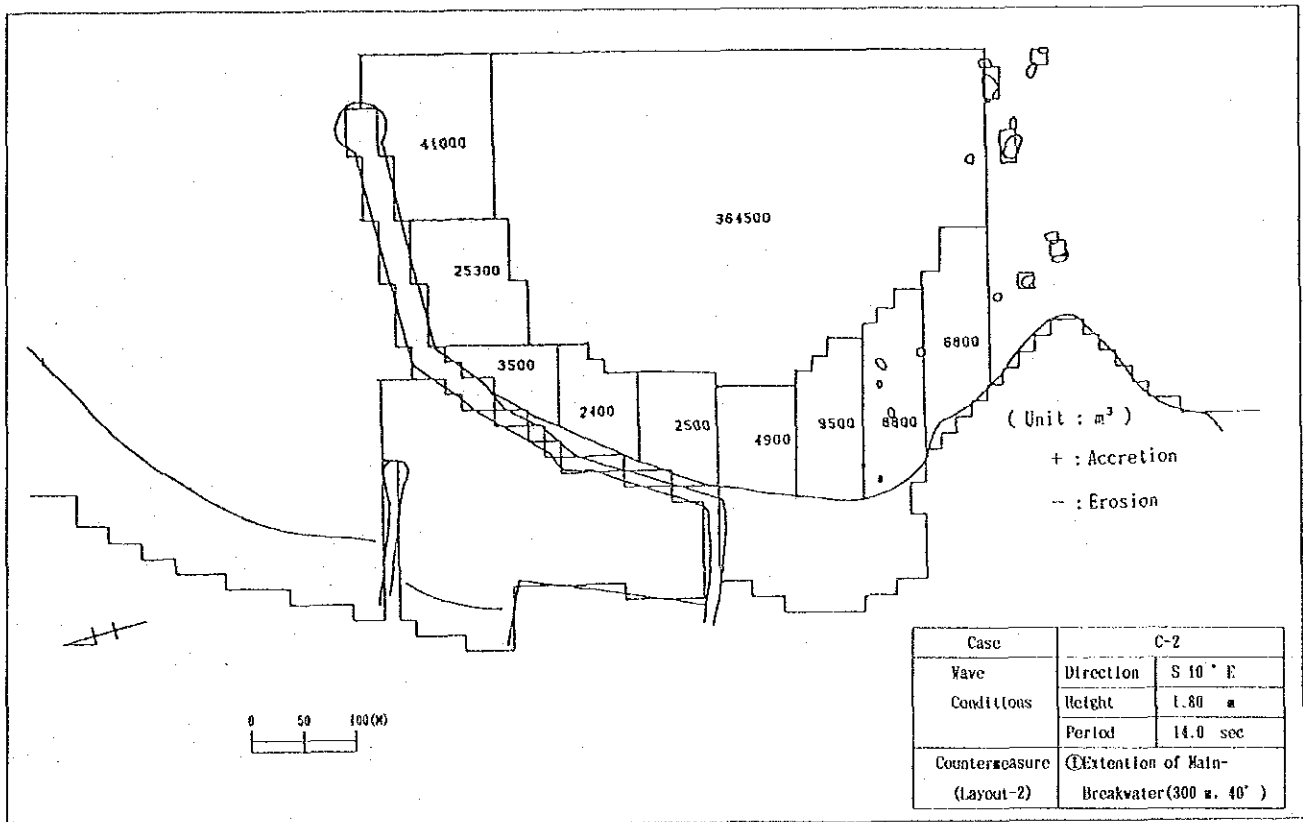 41000
364500
25300
6800
3500
2400
2500
4900
9500
8800
( Unit : m³ )
+ : Accretion
- : Erosion
0 50 100(M)
Case C-2
Wave Conditions
Direction S 10° E
Height 1.80 m
Period 14.0 sec
Countermeasure (Layout-2)
①Extention of Main-
Breakwater(300 m. 40° )